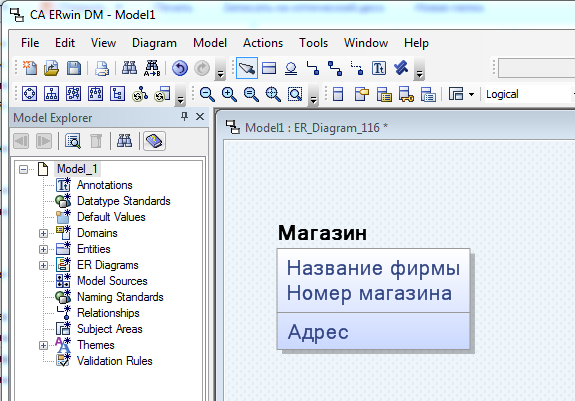 CA ERwin DM - Model1
File Edit View Diagram Model Actions Tools Window Help
Logical
Model Explorer
Model1 : ER_Diagram_116 *
Model_1
Annotations
Datatype Standards
Default Values
Domains
Entities
ER Diagrams
Model Sources
Naming Standards
Relationships
Subject Areas
Themes
Validation Rules
Магазин
Название фирмы
Номер магазина
Адрес